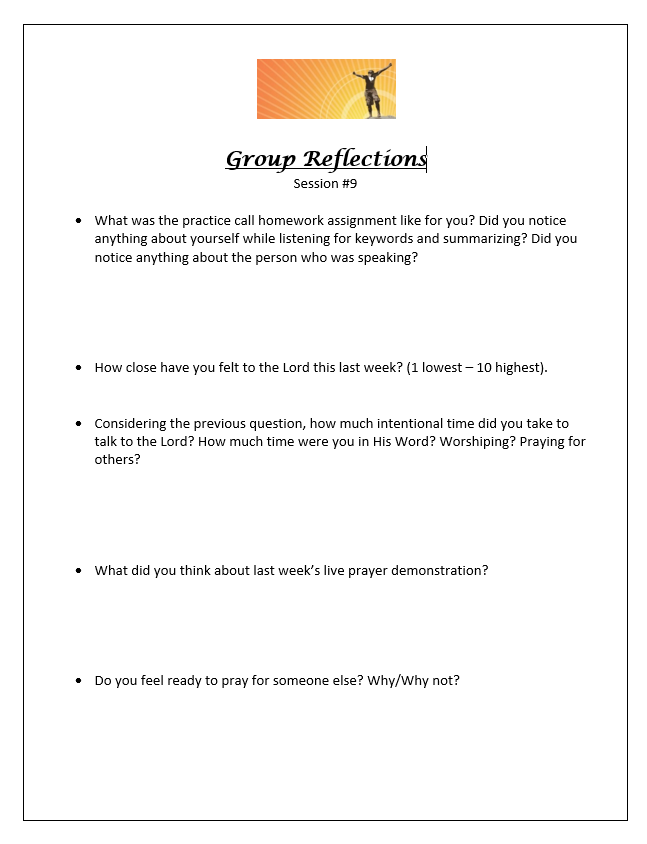 Group Reflections
Session #9
• What was the practice call homework assignment like for you? Did you notice
anything about yourself while listening for keywords and summarizing? Did you
notice anything about the person who was speaking?
• How close have you felt to the Lord this last week? (1 lowest – 10 highest).
• Considering the previous question, how much intentional time did you take to
talk to the Lord? How much time were you in His Word? Worshiping? Praying for
others?
• What did you think about last week’s live prayer demonstration?
• Do you feel ready to pray for someone else? Why/Why not?